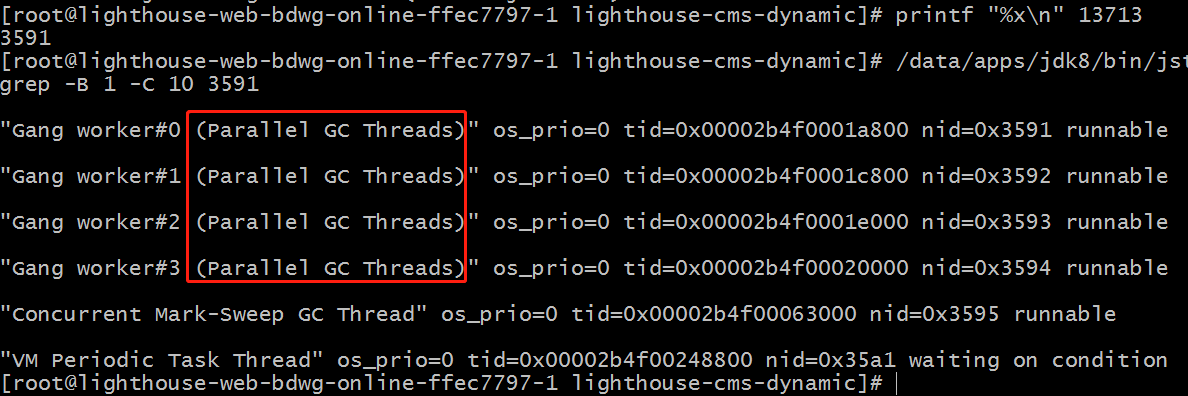 [root@lighthouse-web-bdwg-online-ffec7797-1 lighthouse-cms-dynamic]# printf "%x\n" 13713
3591
[root@lighthouse-web-bdwg-online-ffec7797-1 lighthouse-cms-dynamic]# /data/apps/jdk8/bin/jst
grep -B 1 -C 10 3591
"Gang worker#0 (Parallel GC Threads)" os_prio=0 tid=0x00002b4f0001a800 nid=0x3591 runnable
"Gang worker#1 (Parallel GC Threads)" os_prio=0 tid=0x00002b4f0001c800 nid=0x3592 runnable
"Gang worker#2 (Parallel GC Threads)" os_prio=0 tid=0x00002b4f0001e000 nid=0x3593 runnable
"Gang worker#3 (Parallel GC Threads)" os_prio=0 tid=0x00002b4f00020000 nid=0x3594 runnable
"Concurrent Mark-Sweep GC Thread" os_prio=0 tid=0x00002b4f00063000 nid=0x3595 runnable
"VM Periodic Task Thread" os_prio=0 tid=0x00002b4f00248800 nid=0x35a1 waiting on condition
[root@lighthouse-web-bdwg-online-ffec7797-1 lighthouse-cms-dynamic]#